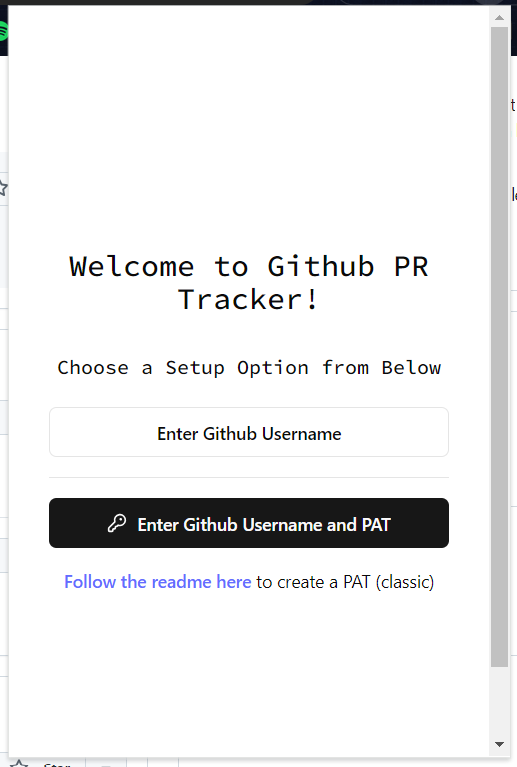 Welcome to Github PR
Tracker!
Choose a Setup Option from Below
Enter Github Username
Enter Github Username and PAT
Follow the readme here to create a PAT (classic)